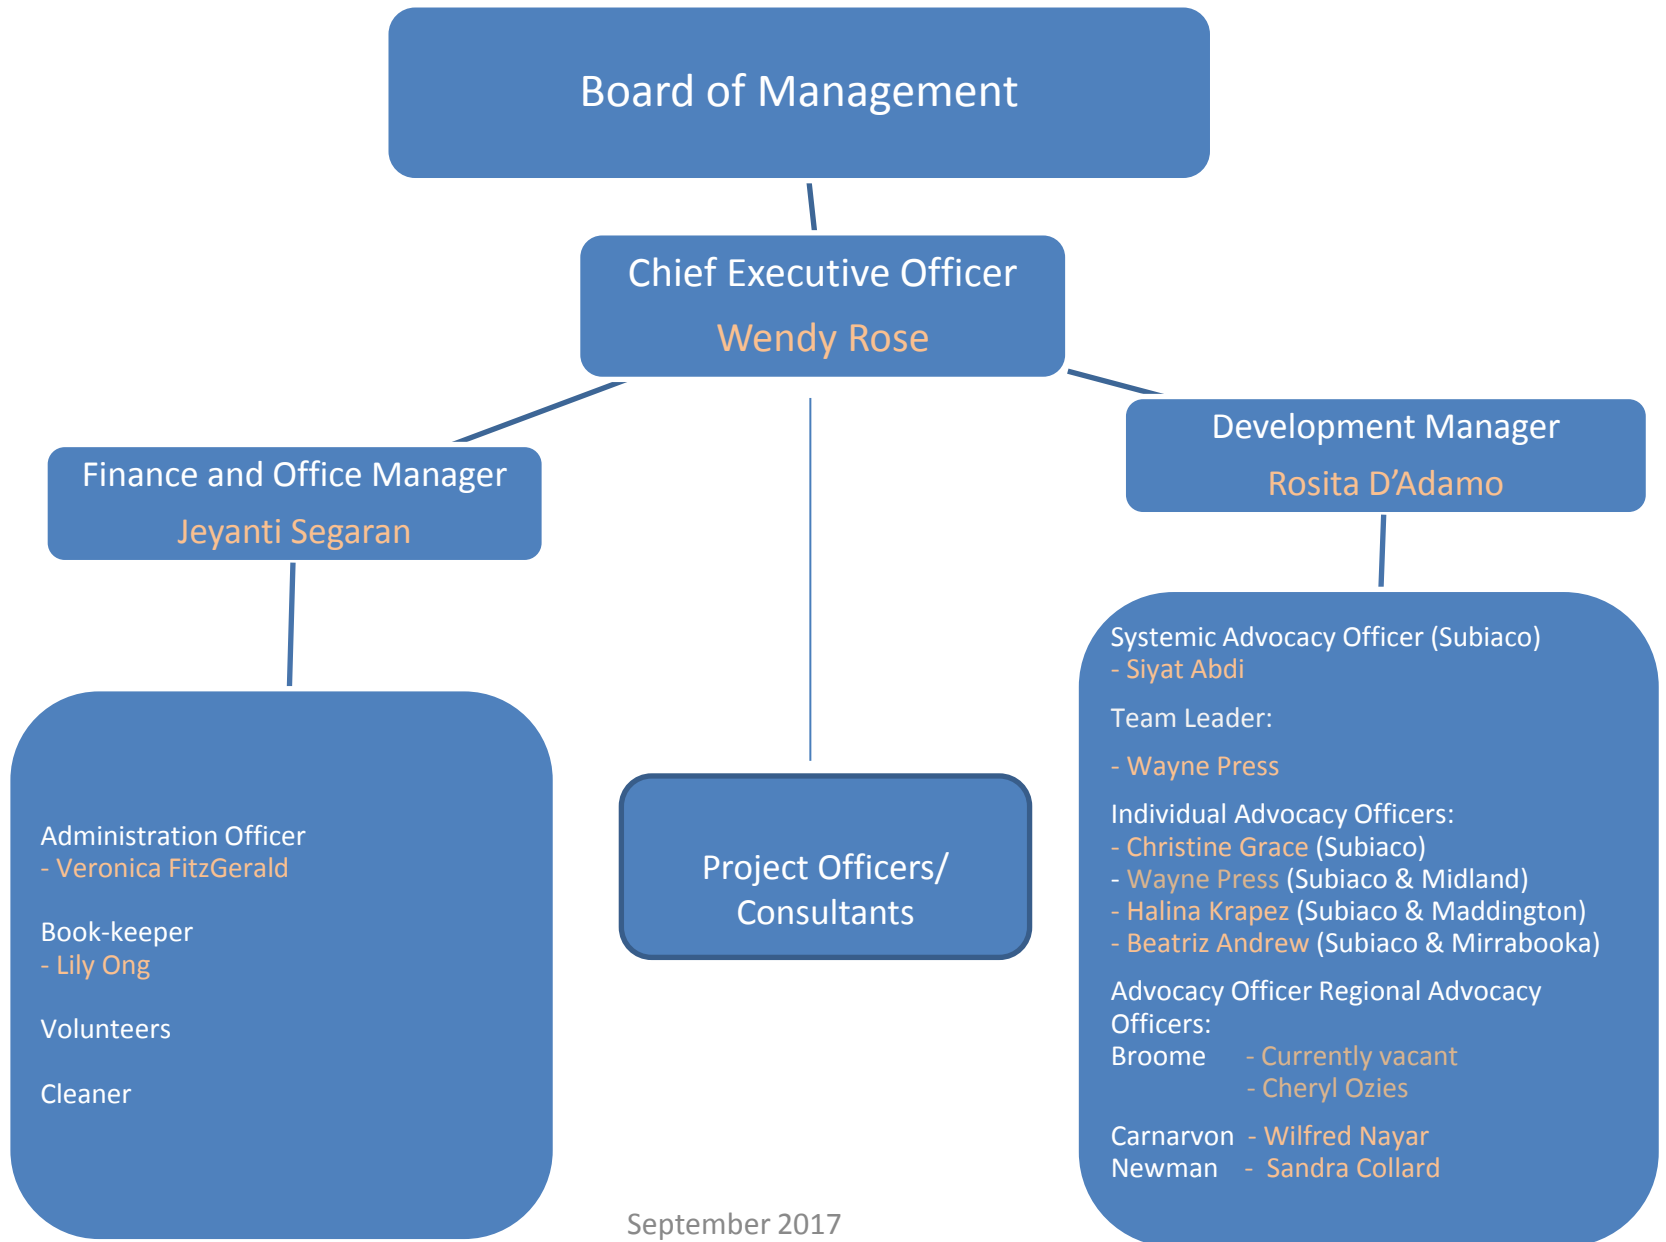 Board of Management
Chief Executive Officer
Wendy Rose
Finance and Office Manager
Jeyanti Segaran
Development Manager
Rosita D’Adamo
Administration Officer
- Veronica FitzGerald
Book-keeper
- Lily Ong
Volunteers
Cleaner
Project Officers/
Consultants
Systemic Advocacy Officer (Subiaco)
- Siyat Abdi
Team Leader:
- Wayne Press
Individual Advocacy Officers:
- Christine Grace (Subiaco)
- Wayne Press (Subiaco & Midland)
- Halina Krapez (Subiaco & Maddington)
- Beatriz Andrew (Subiaco & Mirrabooka)
Advocacy Officer Regional Advocacy
Officers:
Broome - Currently vacant
- Cheryl Ozies
Carnarvon - Wilfred Nayar
Newman - Sandra Collard
September 2017